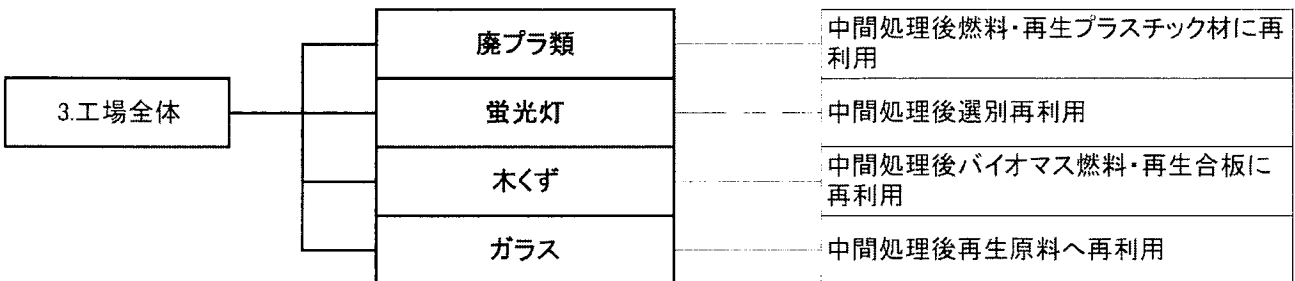 廃プラ類
中間処理後燃料・再生プラスチック材に再
利用
3.工場全体
蛍光灯
中間処理後選別再利用
木くず
中間処理後バイオマス燃料・再生合板に
再利用
ガラス
中間処理後再生原料へ再利用